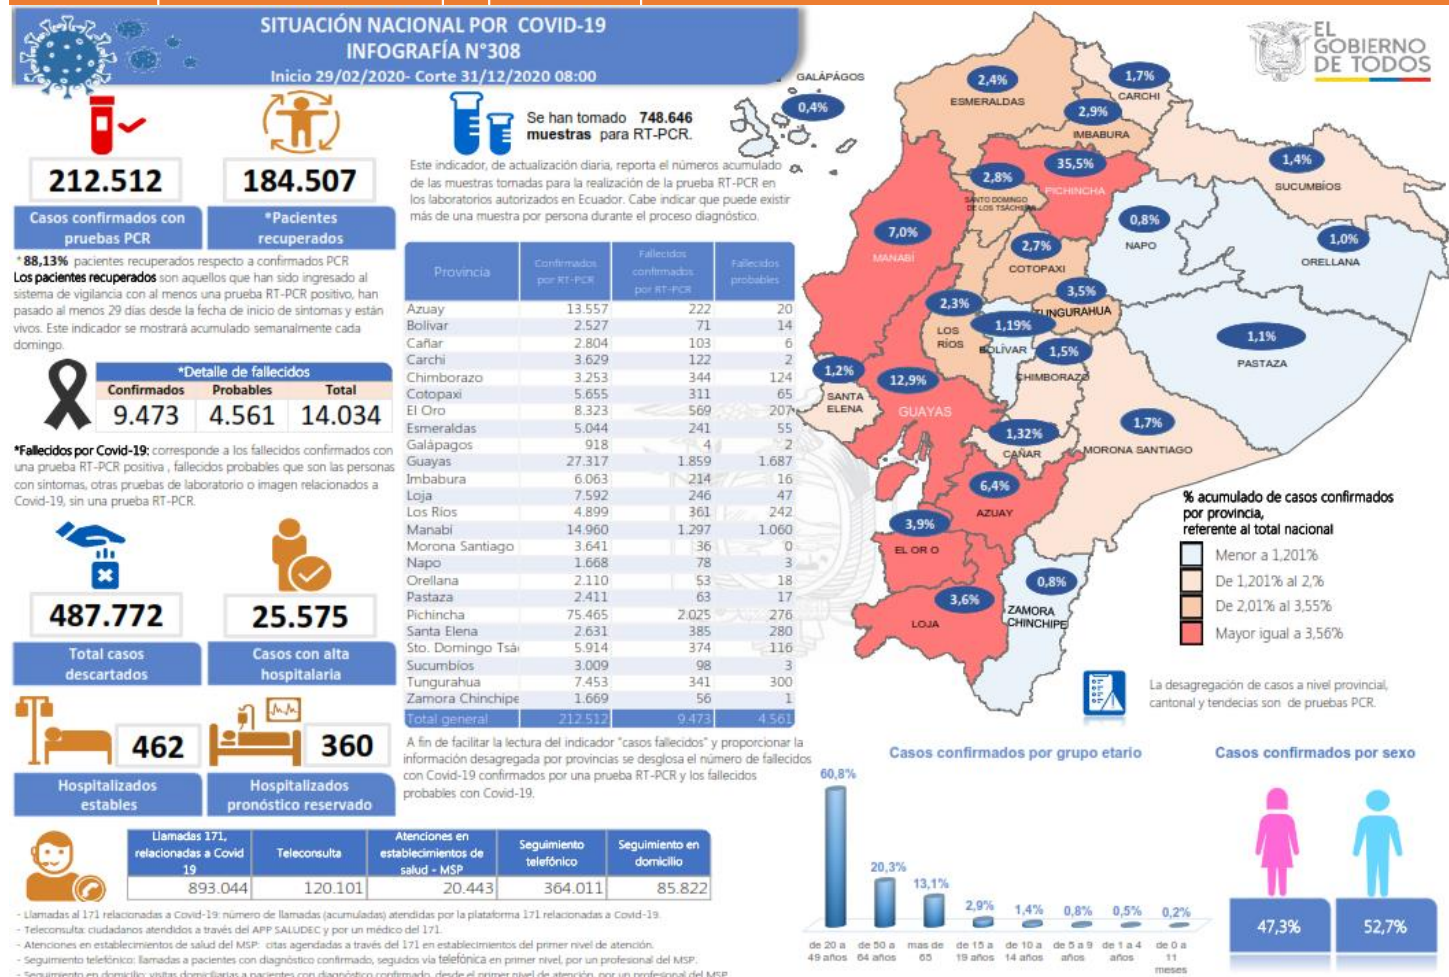 SITUACIÓN NACIONAL POR COVID-19
INFOGRAFÍA N°308
Inicio 29/02/2020- Corte 31/12/2020 08:00
EL
GOBIERNO
DE TODOS
212.512
Casos confirmados con
pruebas PCR
184.507
*Pacientes
recuperados
*88,13% pacientes recuperados respecto a confirmados PCR
Los pacientes recuperados son aquellos que han sido ingresado al
sistema de vigilancia con al menos una prueba RT-PCR positivo, han
pasado al menos 29 días desde la fecha de inicio de síntomas y están
vivos. Este indicador se mostrará acumulado semanalmente cada
domingo.
*Detalle de fallecidos
Confirmados Probables Total
9.473 4.561 14.034
*Fallecidos por Covid-19: corresponde a los fallecidos confirmados con
una prueba RT-PCR positiva , fallecidos probables que son las personas
con síntomas, otras pruebas de laboratorio o imagen relacionados a
Covid-19, sin una prueba RT-PCR.
487.772
Total casos
descartados
25.575
Casos con alta
hospitalaria
462
Hospitalizados
estables
360
Hospitalizados
pronóstico reservado
Se han tomado 748.646
muestras para RT-PCR.
Este indicador, de actualización diaria, reporta el números acumulado
de las muestras tomadas para la realización de la prueba RT-PCR en
los laboratorios autorizados en Ecuador. Cabe indicar que puede existir
más de una muestra por persona durante el proceso diagnóstico.
Provincia Confirmados por RT-PCR Fallecidos confirmados por RT-PCR Fallecidos probables
Azuay 13.557 222 20
Bolívar 2.527 71 14
Cañar 2.804 103 6
Carchi 3.629 122 2
Chimborazo 3.253 344 124
Cotopaxi 5.655 311 65
El Oro 8.323 569 207
Esmeraldas 5.044 241 55
Galápagos 918 4 2
Guayas 27.317 1.859 1.687
Imbabura 6.063 214 16
Loja 7.592 246 47
Los Ríos 4.899 361 242
Manabí 14.960 1.297 1.060
Morona Santiago 3.641 36 0
Napo 1.668 78 3
Orellana 2.110 53 18
Pastaza 2.411 63 17
Pichincha 75.465 2.025 276
Santa Elena 2.631 385 280
Sto. Domingo Tsá 5.914 374 116
Sucumbíos 3.009 98 3
Tungurahua 7.453 341 300
Zamora Chinchipe 1.669 56 1
Total general 212.512 9.473 4.561
A fin de facilitar la lectura del indicador "casos fallecidos" y proporcionar la
información desagregada por provincias se desglosa el número de fallecidos
con Covid-19 confirmados por una prueba RT-PCR y los fallecidos
probables con Covid-19.
GALÁPAGOS
0,4%
2,4%
ESMERALDAS
1,7%
CARCHI
2,9%
IMBABURA
35,5%
PICHINCHA
1,4%
SUCUMBÍOS
2,8%
SANTO DOMINGO
DE LOS TSÁCHILAS
7,0%
MANABÍ
0,8%
NAPO
1,0%
ORELLANA
2,7%
COTOPAXI
3,5%
TUNGURAHUA
2,3%
LOS
RÍOS
1,19%
BOLÍVAR
1,5%
CHIMBORAZO
1,1%
PASTAZA
1,2%
SANTA
ELENA
12,9%
GUAYAS
1,32%
CAÑAR
1,7%
MORONA SANTIAGO
6,4%
AZUAY
3,9%
EL OR O
3,6%
LOJA
0,8%
ZAMORA
CHINCHIPE
% acumulado de casos confirmados
por provincia,
referente al total nacional
Menor a 1,201%
De 1,201% al 2,%
De 2,01% al 3,55%
Mayor igual a 3,56%
La desagregación de casos a nivel provincial,
cantonal y tendecias son de pruebas PCR.
Casos confirmados por grupo etario
60,8% 20,3% 13,1% 2,9% 1,4% 0,8% 0,5% 0,2%
de 20 a 49 años de 50 a 64 años mas de 65 de 15 a 19 años de 10 a 14 años de 5 a 9 años de 1 a 4 años de 0 a 11 meses
Casos confirmados por sexo
47,3% 52,7%
Llamadas 171, relacionadas a Covid 19 Teleconsulta Atenciones en establecimientos de salud - MSP Seguimiento telefónico Seguimiento en domicilio
893.044 120.101 20.443 364.011 85.822
- Llamadas al 171 relacionadas a Covid-19: número de llamadas (acumuladas) atendidas por la plataforma 171 relacionadas a Covid-19.
- Teleconsulta: ciudadanos atendidos a través del APP SALUDEC y por un médico del 171.
- Atenciones en establecimientos de salud del MSP: citas agendadas a través del 171 en establecimientos del primer nivel de atención.
- Seguimiento telefónico: llamadas a pacientes con diagnóstico confirmado, seguidos vía telefónica en primer nivel, por un profesional del MSP.
- Seguimiento en domicilio: visitas domiciliarias a pacientes con diagnóstico confirmado, desde el primer nivel de atención, por un profesional del MSP